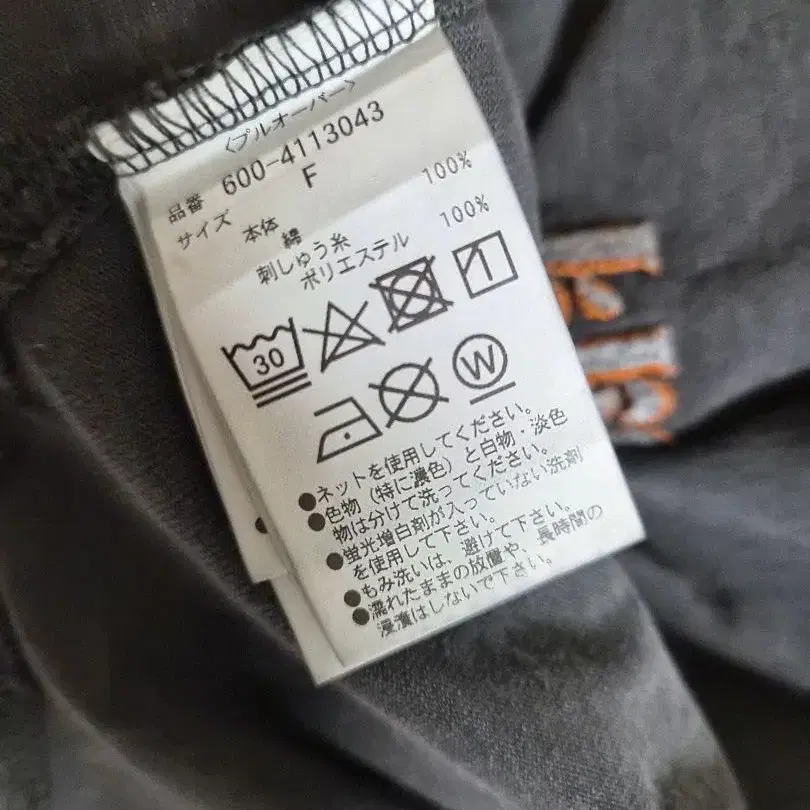 〈プルオーバー〉
品番 600-4113043
サイズ F
本体 綿 100%
刺しゅう糸
ポリエステル 100%
30
W
●ネットを使用してください。
●色物（特に濃色）と白物・淡色
物は分けて洗ってください。
●蛍光増白剤が入っていない洗剤
を使用して下さい。
●もみ洗いは、避けて下さい。
●濡れたままの放置や、長時間の
浸漬はしないで下さい。